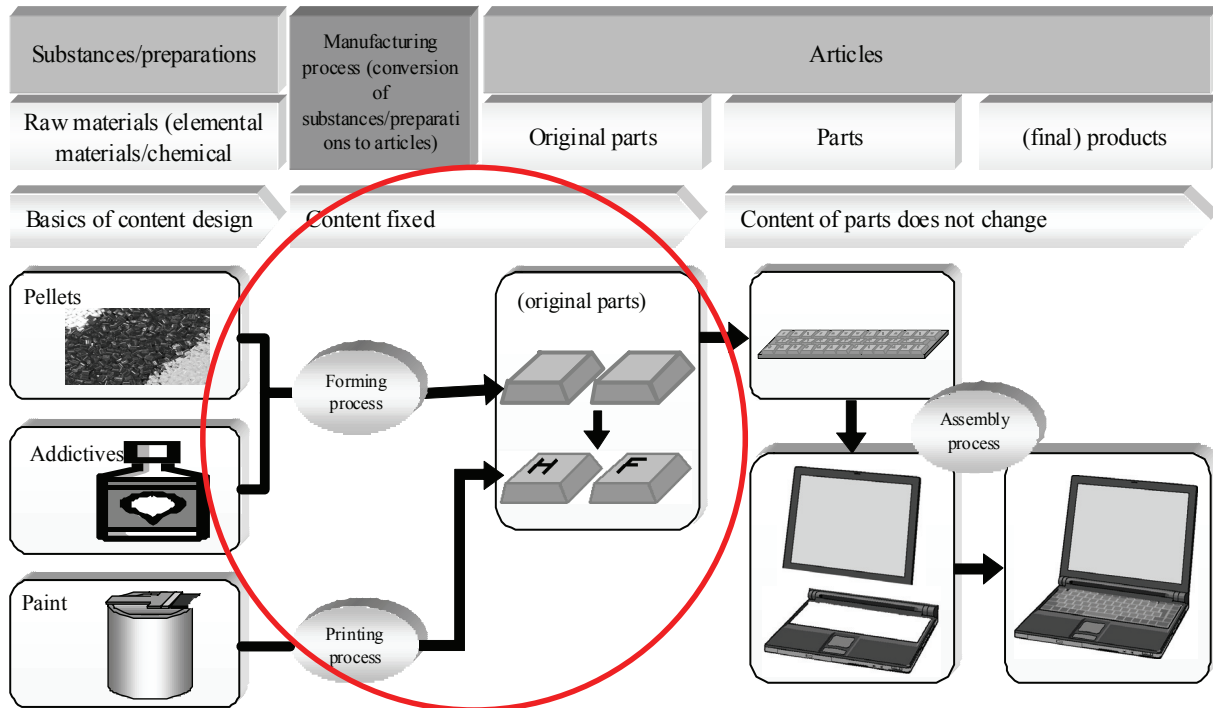 Substances/preparations
Manufacturing
process (conversion
of
substances/preparati
ons to articles)
Articles
Raw materials (elemental
materials/chemical
Original parts
Parts
(final) products
Basics of content design
Content fixed
Content of parts does not change
Pellets
(original parts)
Forming
process
Addictives
H
F
Assembly
process
Paint
Printing
process